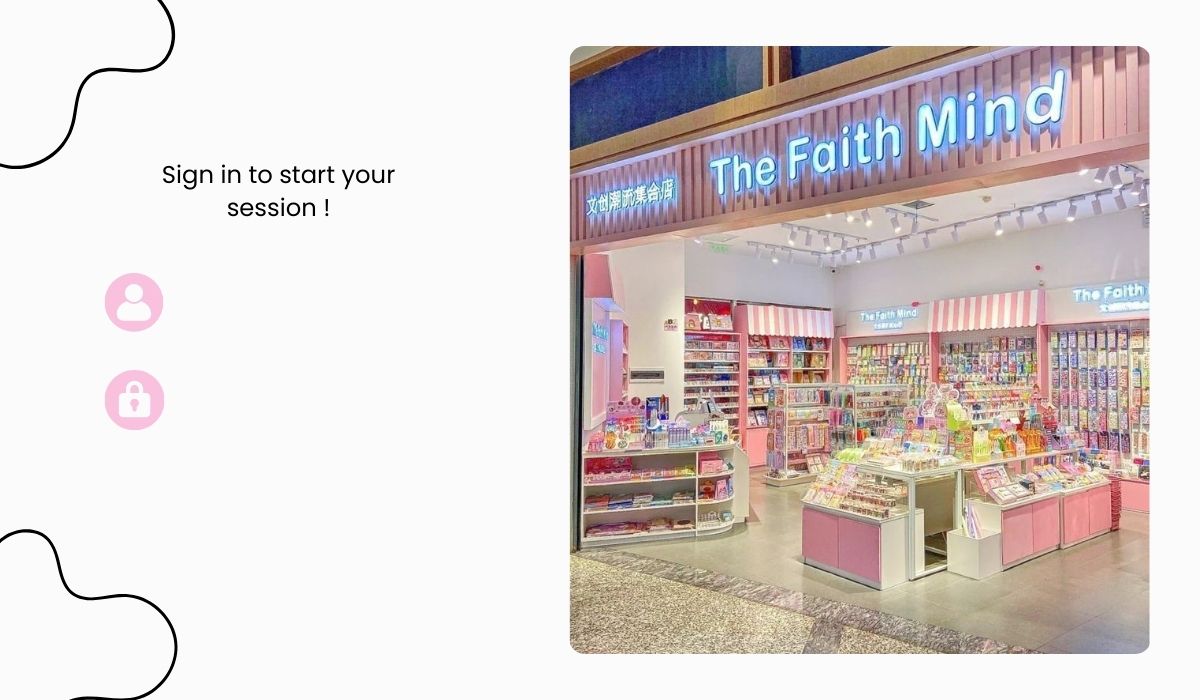 Sign in to start your
session !
The Faith Mind
文创潮流集合店
The Faith Mind
The Faith